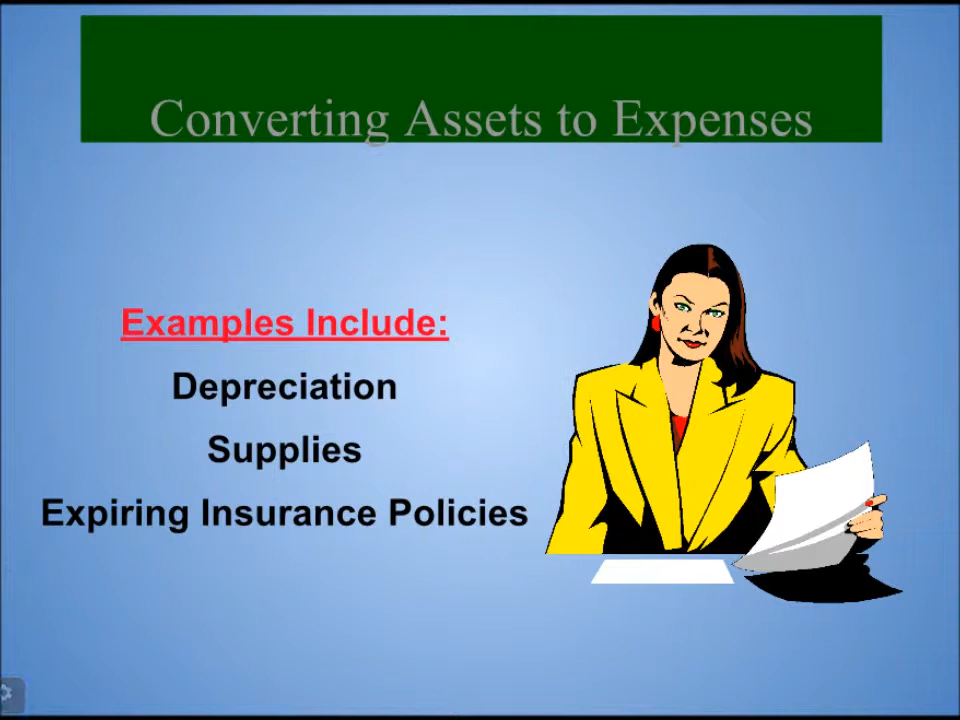 Converting Assets to Expenses
Examples Include:
Depreciation
Supplies
Expiring Insurance Policies